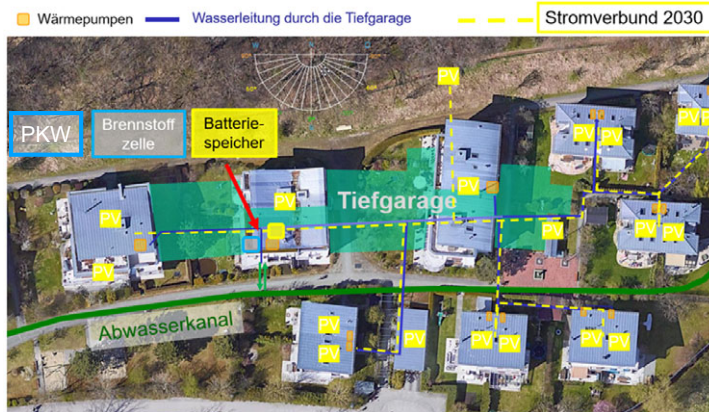 Wärmepumpen
Wasserleitung durch die Tiefgarage
Stromverbund 2030
PV
PKW
Brennstoff
zelle
Batterie-
speicher
PV
PV
PV
PV
PV
PV
PV
Tiefgarage
PV
PV
PV
PV
PV
PV
PV
Abwasserkanal
PV
PV
PV
PV
PV
PV